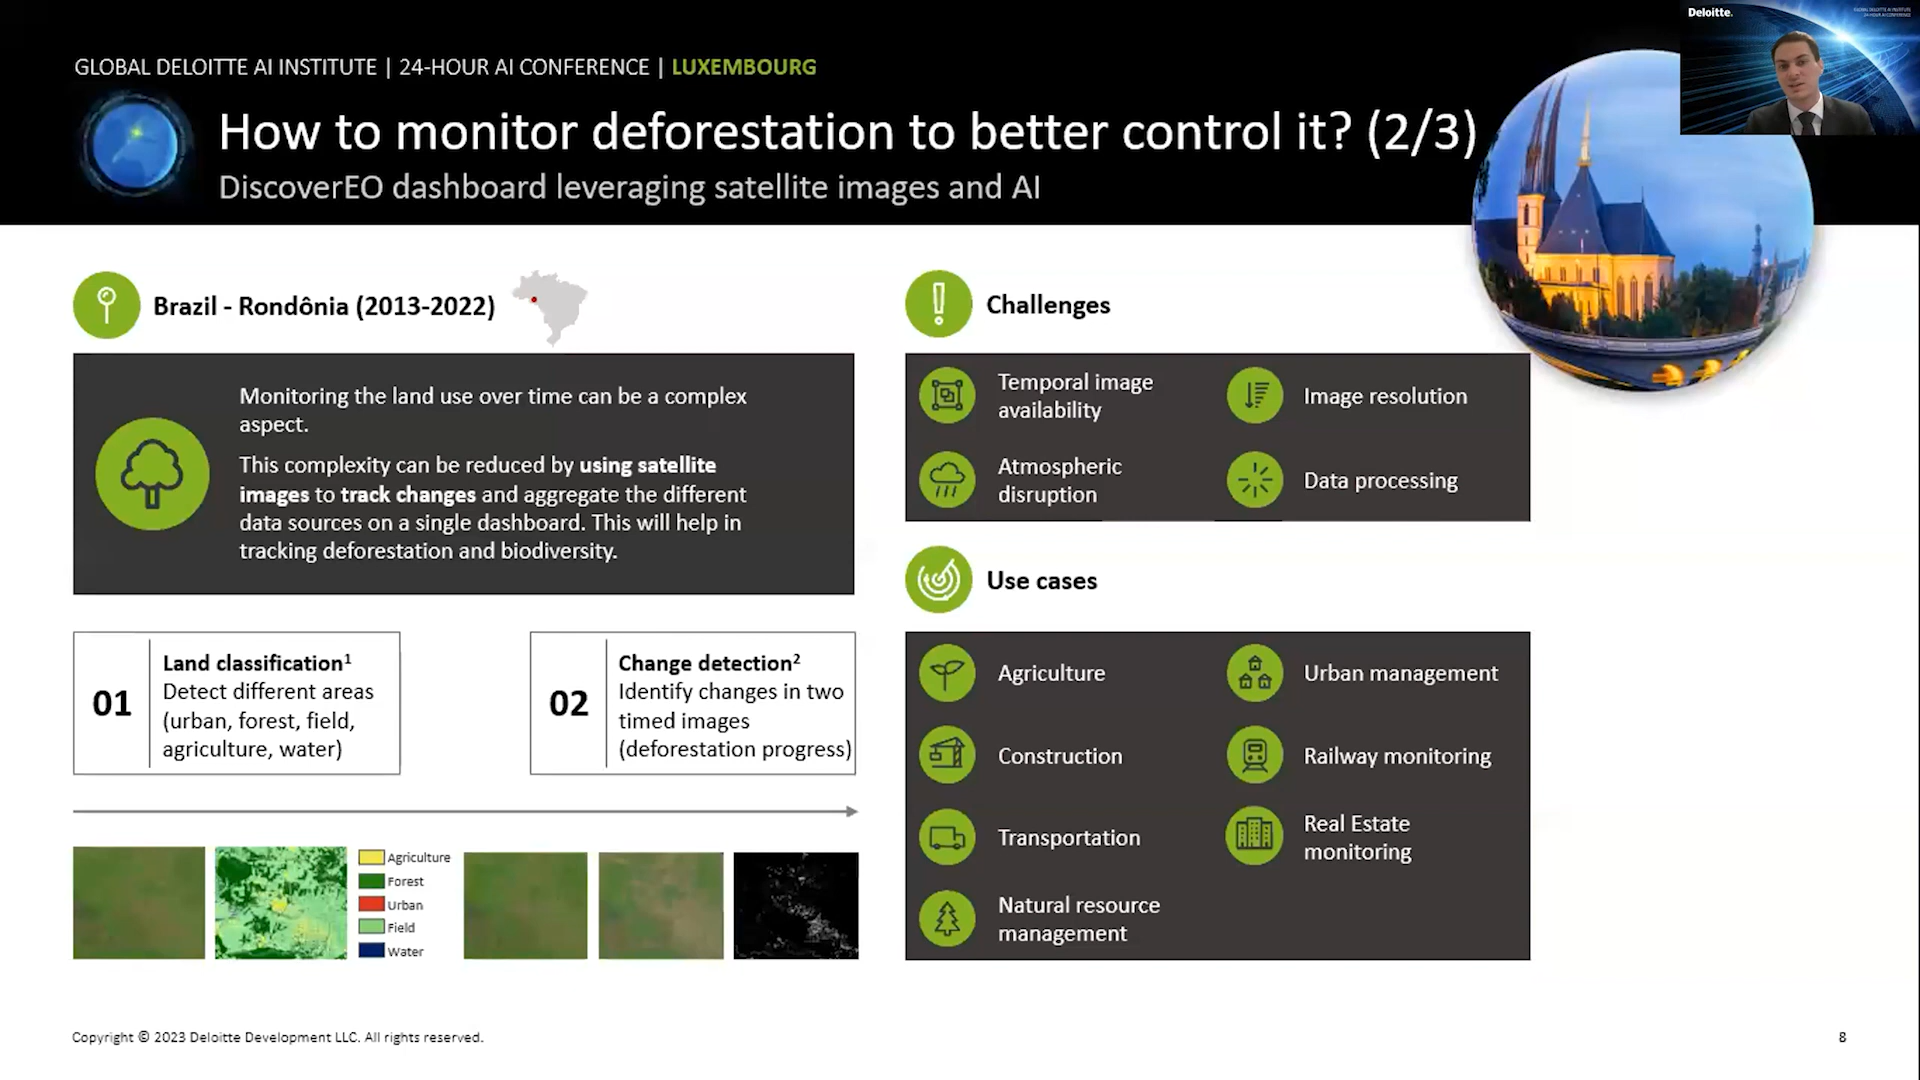 Deloitte.
GLOBAL DELOITTE AI INSTITUTE | 24-HOUR AI CONFERENCE | LUXEMBOURG
How to monitor deforestation to better control it? (2/3)
DiscoverEO dashboard leveraging satellite images and AI
Brazil - Rondônia (2013-2022)
Monitoring the land use over time can be a complex
aspect.
This complexity can be reduced by using satellite
images to track changes and aggregate the different
data sources on a single dashboard. This will help in
tracking deforestation and biodiversity.
01
Land classification¹
Detect different areas
(urban, forest, field,
agriculture, water)
02
Change detection²
Identify changes in two
timed images
(deforestation progress)
Agriculture
Forest
Urban
Field
Water
Challenges
Temporal image
availability
Image resolution
Atmospheric
disruption
Data processing
Use cases
Agriculture
Urban management
Construction
Railway monitoring
Transportation
Real Estate
monitoring
Natural resource
management
Copyright © 2023 Deloitte Development LLC. All rights reserved.
8